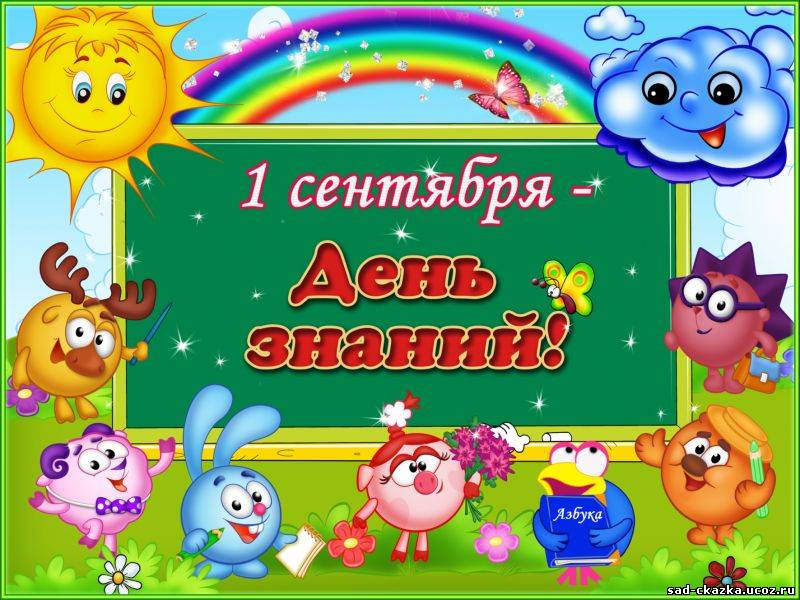 1 сентября -
День
знаний!
Азбука
sad-ckazka.ucoz.ru